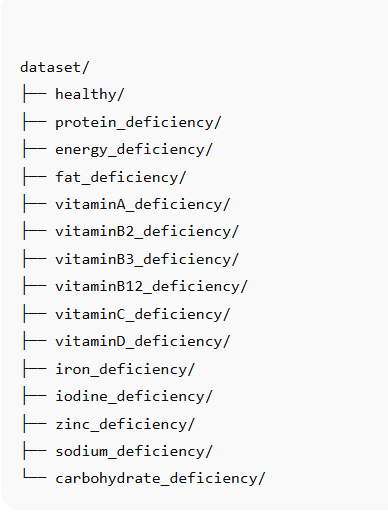 dataset/
├── healthy/
├── protein_deficiency/
├── energy_deficiency/
├── fat_deficiency/
├── vitaminA_deficiency/
├── vitaminB2_deficiency/
├── vitaminB3_deficiency/
├── vitaminB12_deficiency/
├── vitaminC_deficiency/
├── vitaminD_deficiency/
├── iron_deficiency/
├── iodine_deficiency/
├── zinc_deficiency/
├── sodium_deficiency/
└── carbohydrate_deficiency/